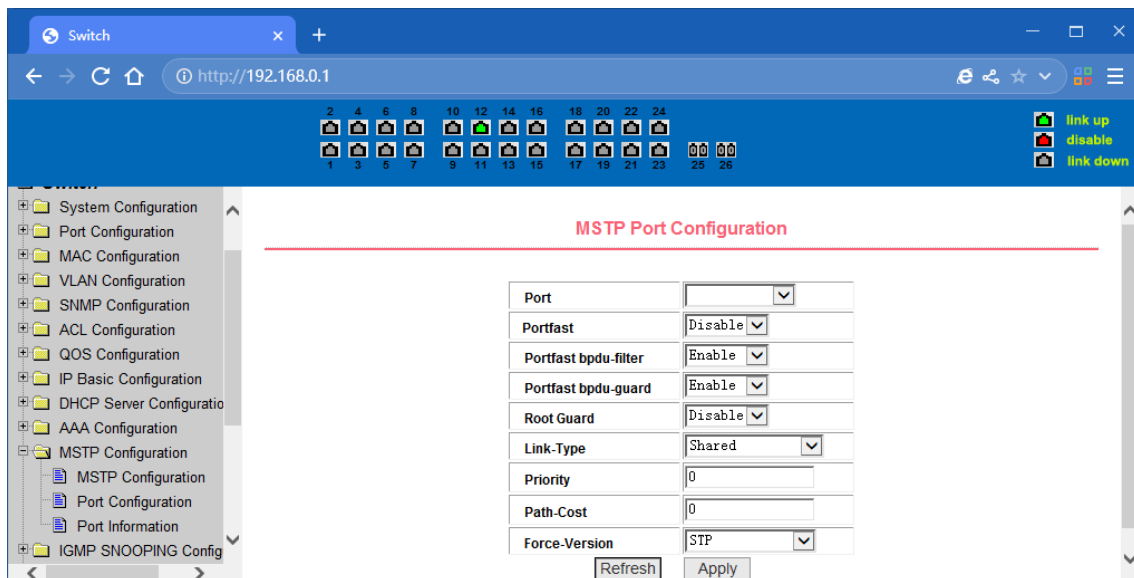 Switch
http://192.168.0.1
2 4 6 8 10 12 14 16 18 20 22 24
1 3 5 7 9 11 13 15 17 19 21 23 25 26
link up
disable
link down
System Configuration
Port Configuration
MAC Configuration
VLAN Configuration
SNMP Configuration
ACL Configuration
QOS Configuration
IP Basic Configuration
DHCP Server Configuratio
AAA Configuration
MSTP Configuration
MSTP Configuration
Port Configuration
Port Information
IGMP SNOOPING Config
MSTP Port Configuration
Port
Portfast Disable
Portfast bpdu-filter Enable
Portfast bpdu-guard Enable
Root Guard Disable
Link-Type Shared
Priority 0
Path-Cost 0
Force-Version STP
Refresh Apply